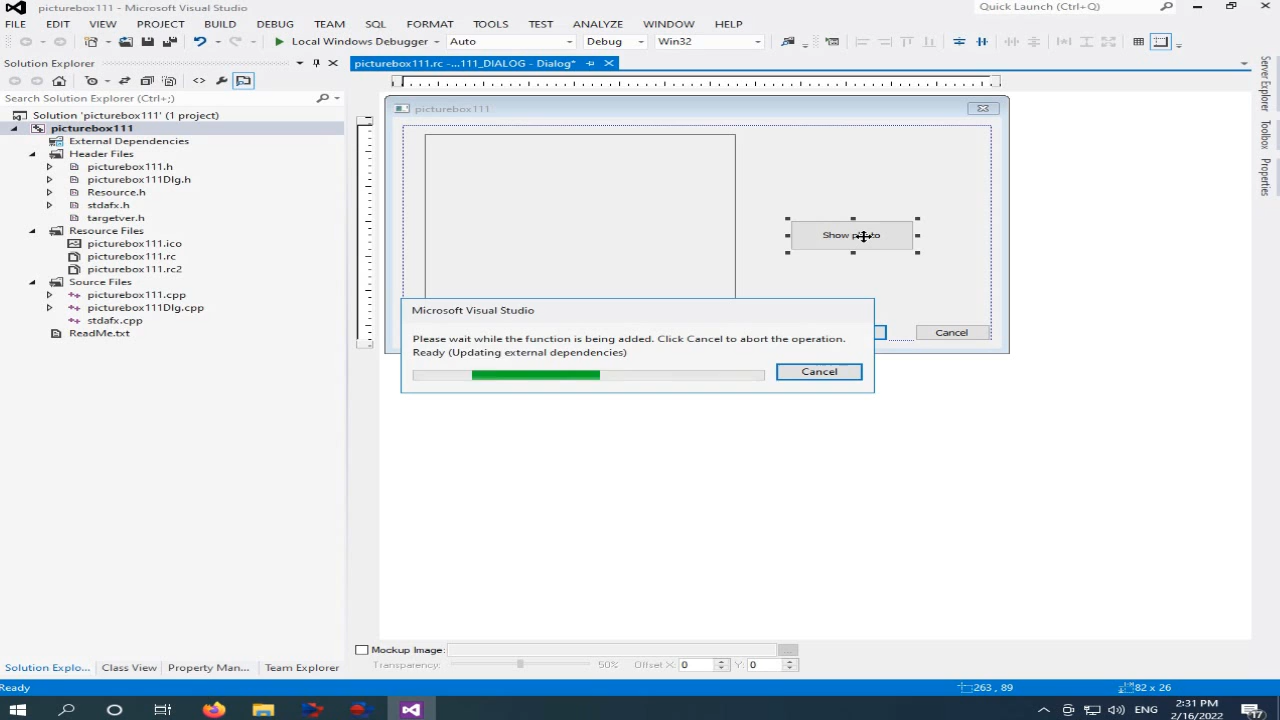 picturebox111 - Microsoft Visual Studio
Quick Launch (Ctrl+Q)
FILE EDIT VIEW PROJECT BUILD DEBUG TEAM SQL FORMAT TOOLS TEST ANALYZE WINDOW HELP
Local Windows Debugger Auto Debug Win32
Solution Explorer
picturebox111.rc -...111_DIALOG - Dialog*
Search Solution Explorer (Ctrl+;)
Solution 'picturebox111' (1 project)
picturebox111
External Dependencies
Header Files
picturebox111.h
picturebox111Dlg.h
Resource.h
stdafx.h
targetver.h
Resource Files
picturebox111.ico
picturebox111.rc
picturebox111.rc2
Source Files
picturebox111.cpp
picturebox111Dlg.cpp
stdafx.cpp
ReadMe.txt
picturebox111
Show photo
Cancel
Microsoft Visual Studio
Please wait while the function is being added. Click Cancel to abort the operation.
Ready (Updating external dependencies)
Cancel
Server Explorer
Toolbox
Properties
Mockup Image:
Transparency: 50% Offset X: 0 Y: 0
Solution Explo... Class View Property Man... Team Explorer
Ready 263 , 89 82 x 26
ENG
2:31 PM
2/16/2022
17